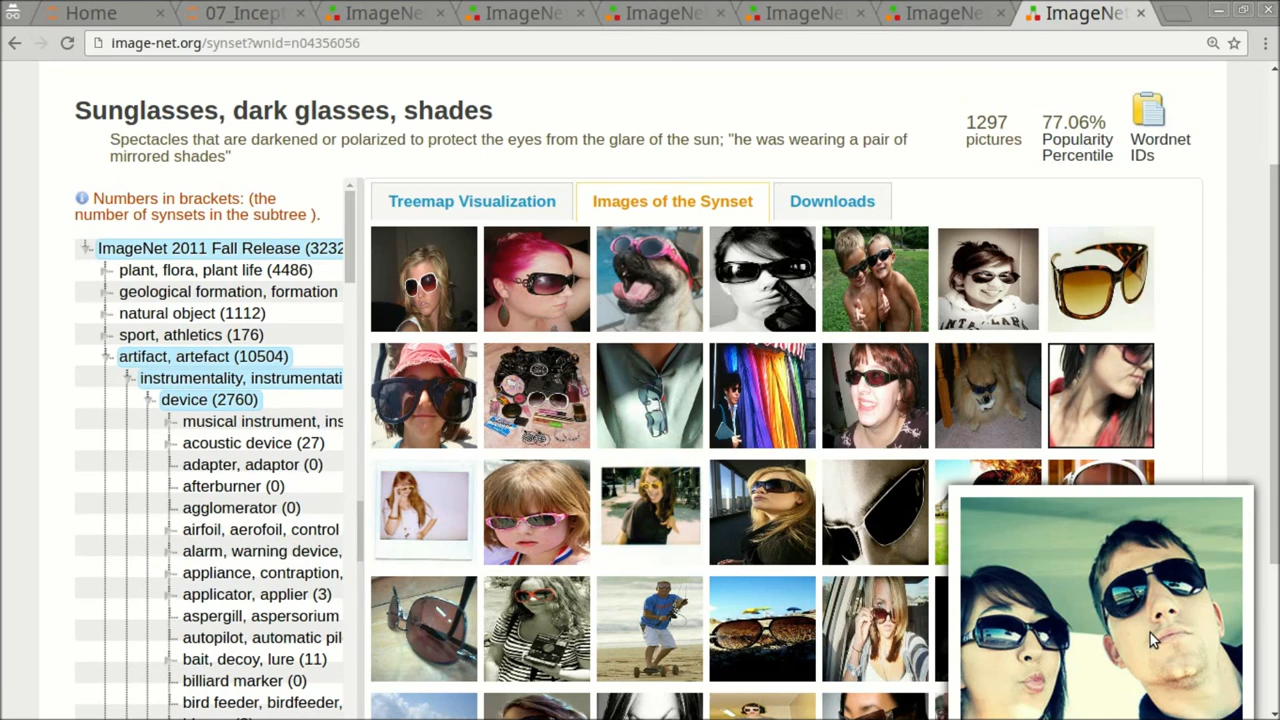 Home
07_Incept
ImageNe
ImageNe
ImageNe
ImageNe
ImageNe
ImageNet
image-net.org/synset?wnid=n04356056
Sunglasses, dark glasses, shades
Spectacles that are darkened or polarized to protect the eyes from the glare of the sun; "he was wearing a pair of
mirrored shades"
1297
pictures
77.06%
Popularity
Percentile
Wordnet
IDs
Numbers in brackets: (the
number of synsets in the subtree ).
Treemap Visualization
Images of the Synset
Downloads
ImageNet 2011 Fall Release (3232
plant, flora, plant life (4486)
geological formation, formation
natural object (1112)
sport, athletics (176)
artifact, artefact (10504)
instrumentality, instrumentati
device (2760)
musical instrument, ins
acoustic device (27)
adapter, adaptor (0)
afterburner (0)
agglomerator (0)
airfoil, aerofoil, control
alarm, warning device,
appliance, contraption,
applicator, applier (3)
aspergill, aspersorium
autopilot, automatic pil
bait, decoy, lure (11)
billiard marker (0)
bird feeder, birdfeeder,